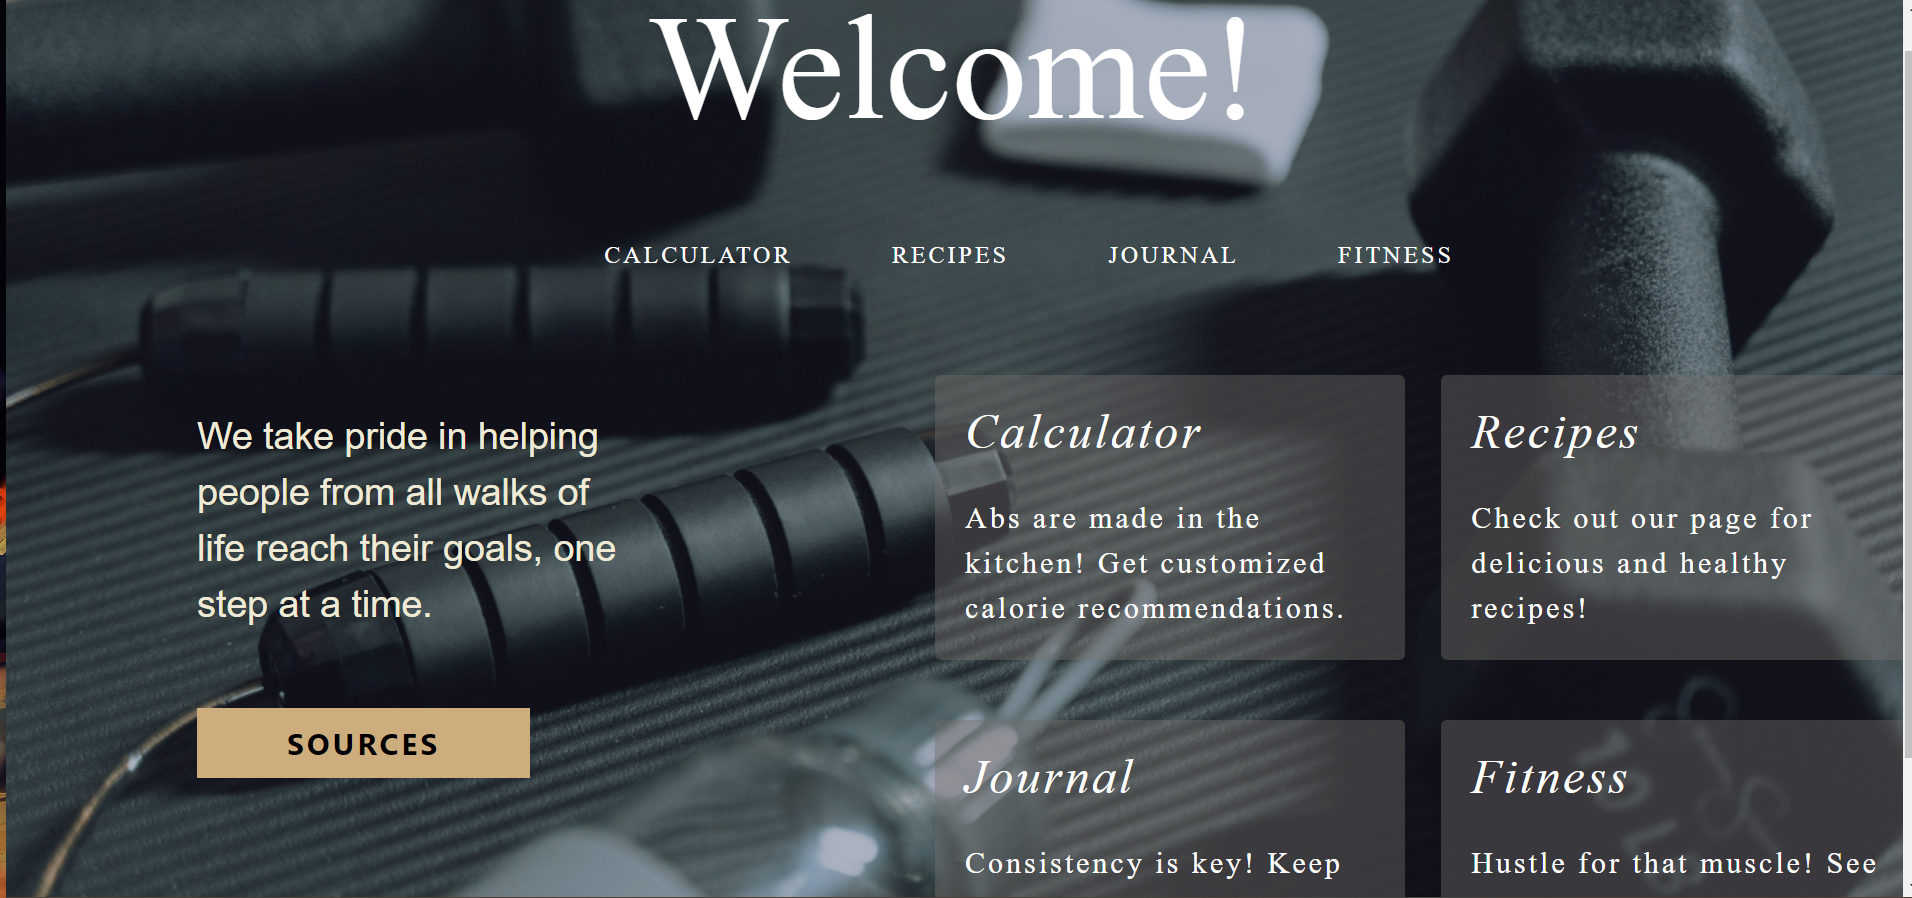 Welcome!
CALCULATOR RECIPES JOURNAL FITNESS
We take pride in helping
people from all walks of
life reach their goals, one
step at a time.
SOURCES
Calculator
Abs are made in the
kitchen! Get customized
calorie recommendations.
Recipes
Check out our page for
delicious and healthy
recipes!
Journal
Consistency is key! Keep
Fitness
Hustle for that muscle! See